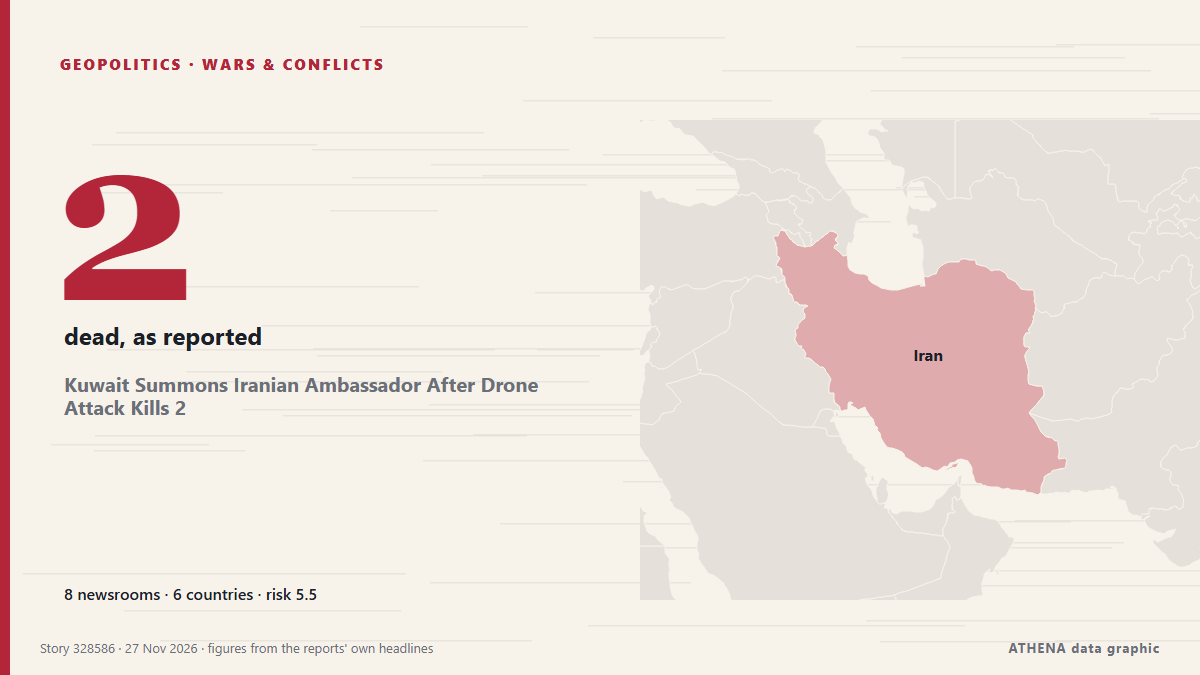 GEOPOLITICS · WARS & CONFLICTS
2
dead, as reported
Kuwait Summons Iranian Ambassador After Drone
Attack Kills 2
Iran
8 newsrooms · 6 countries · risk 5.5
Story 328586 · 27 Nov 2026 · figures from the reports' own headlines
ATHENA data graphic